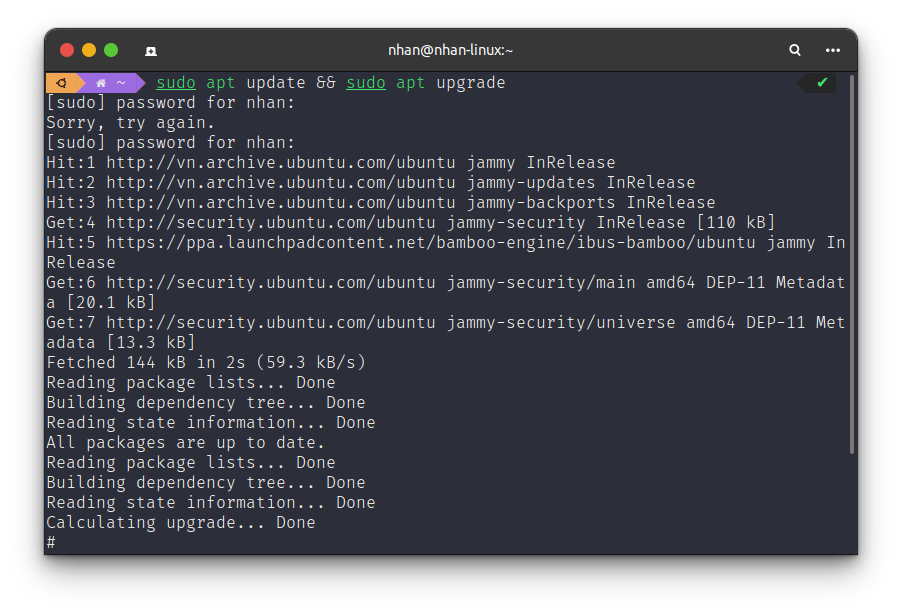 nhan@nhan-linux:~
~ sudo apt update && sudo apt upgrade
[sudo] password for nhan:
Sorry, try again.
[sudo] password for nhan:
Hit:1 http://vn.archive.ubuntu.com/ubuntu jammy InRelease
Hit:2 http://vn.archive.ubuntu.com/ubuntu jammy-updates InRelease
Hit:3 http://vn.archive.ubuntu.com/ubuntu jammy-backports InRelease
Get:4 http://security.ubuntu.com/ubuntu jammy-security InRelease [110 kB]
Hit:5 https://ppa.launchpadcontent.net/bamboo-engine/ibus-bamboo/ubuntu jammy In
Release
Get:6 http://security.ubuntu.com/ubuntu jammy-security/main amd64 DEP-11 Metadat
a [20.1 kB]
Get:7 http://security.ubuntu.com/ubuntu jammy-security/universe amd64 DEP-11 Met
adata [13.3 kB]
Fetched 144 kB in 2s (59.3 kB/s)
Reading package lists... Done
Building dependency tree... Done
Reading state information... Done
All packages are up to date.
Reading package lists... Done
Building dependency tree... Done
Reading state information... Done
Calculating upgrade... Done
#